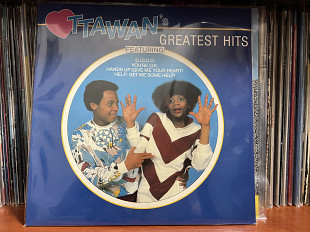 OTTAWAN's
GREATEST HITS
FEATURING:
D.I.S.C.O.
YOU'RE O.K.
HANDS UP (GIVE ME YOUR HEART)
HELP, GET ME SOME HELP!